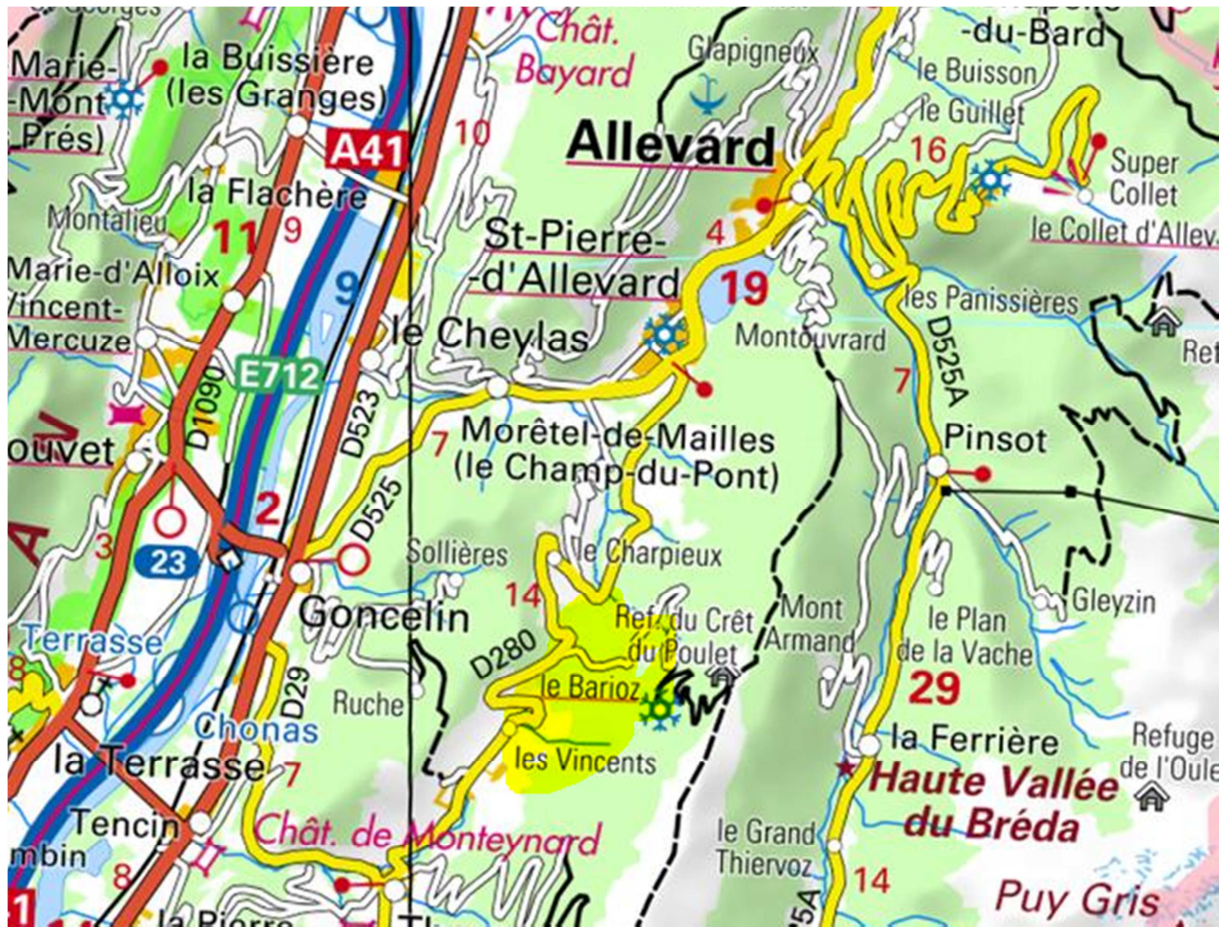 Chât.
Bayard
-du-Bard
Glapigneux
la Buissière
(les Granges)
Marie-
-Mont
Prés)
le Buisson
le Guillet
10
A41
Allevard
16
Super
Collet
la Flachère
Montalieu
11
9
4
le Collet d'Allev
St-Pierre-
-d'Allevard
Marie-d'Alloix
Vincent-
Mercuze
9
19
les Panissières
le Cheylas
Montouvrard
Ref
E712
D1090
D523
D525A
7
ouvet
7
Morêtel-de-Mailles
(le Champ-du-Pont)
Pinsot
2
D525
A
3
23
Sollières
le Charpieux
Goncelin
14
Ref. du Crêt
du Poulet
Mont
Armand
Gleyzin
le Plan
de la Vache
Terrasse
8
D280
le Barioz
29
D29
Ruche
Chonas
la Terrasse
7
les Vincents
la Ferrière
Refuge
de l'Oule
Haute Vallée
du Bréda
Tencin
Chât. de Monteynard
le Grand
Thiervoz
mbin
8
14
Puy Gris
1
5A
la Pierre